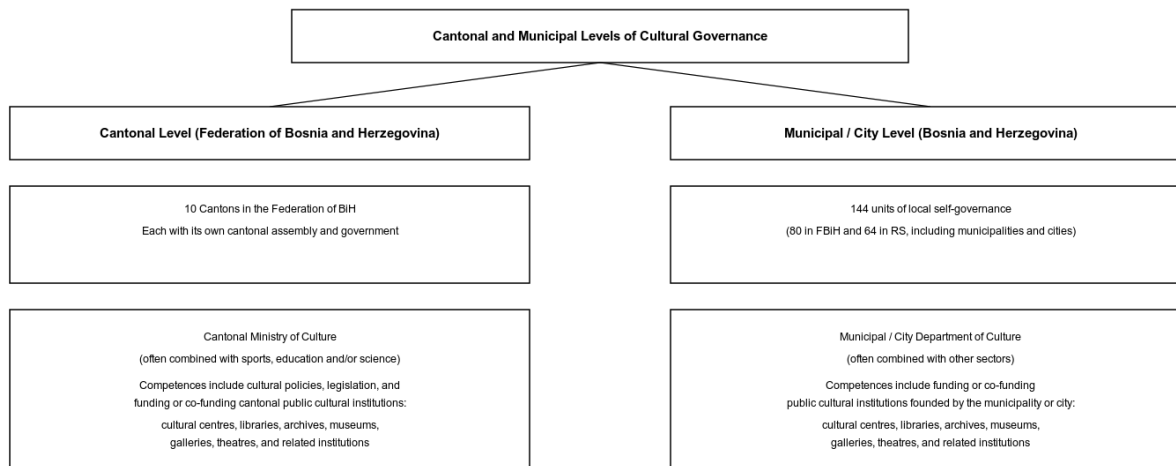 Cantonal and Municipal Levels of Cultural Governance
Cantonal Level (Federation of Bosnia and Herzegovina)
10 Cantons in the Federation of BiH
Each with its own cantonal assembly and government
Cantonal Ministry of Culture
(often combined with sports, education and/or science)
Competences include cultural policies, legislation, and
funding or co-funding cantonal public cultural institutions:
cultural centres, libraries, archives, museums,
galleries, theatres, and related institutions
Municipal / City Level (Bosnia and Herzegovina)
144 units of local self-governance
(80 in FBiH and 64 in RS, including municipalities and cities)
Municipal / City Department of Culture
(often combined with other sectors)
Competences include funding or co-funding
public cultural institutions founded by the municipality or city:
cultural centres, libraries, archives, museums,
galleries, theatres, and related institutions